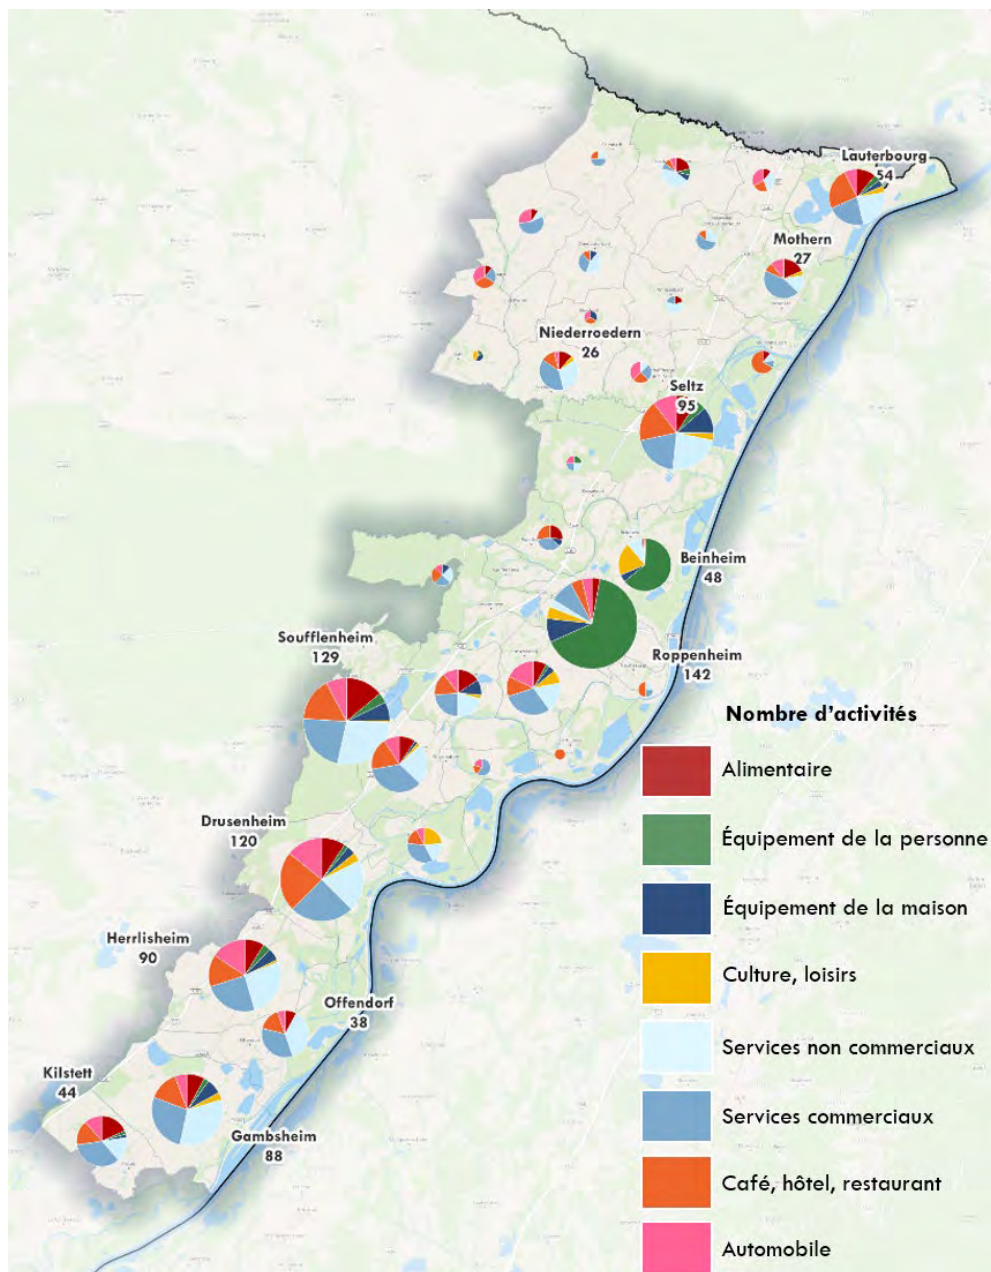 Lauterbourg
54
Mothern
27
Niederroedern
26
Seltz
95
Beinheim
48
Soufflenheim
129
Roppenheim
142
Nombre d'activités
Alimentaire
Équipement de la personne
Drusenheim
120
Équipement de la maison
Herrlisheim
90
Culture, loisirs
Offendorf
38
Services non commerciaux
Kilstett
44
Services commerciaux
Gambsheim
88
Café, hôtel, restaurant
Automobile